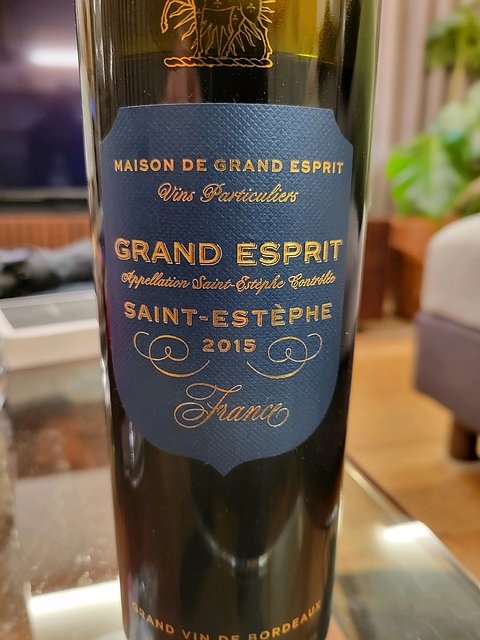 MAISON DE GRAND ESPRIT
Vins Particuliers
GRAND ESPRIT
Appellation Saint-Estèphe Contrôlée
SAINT-ESTÈPHE
2015
France
GRAND VIN DE BORDEAUX